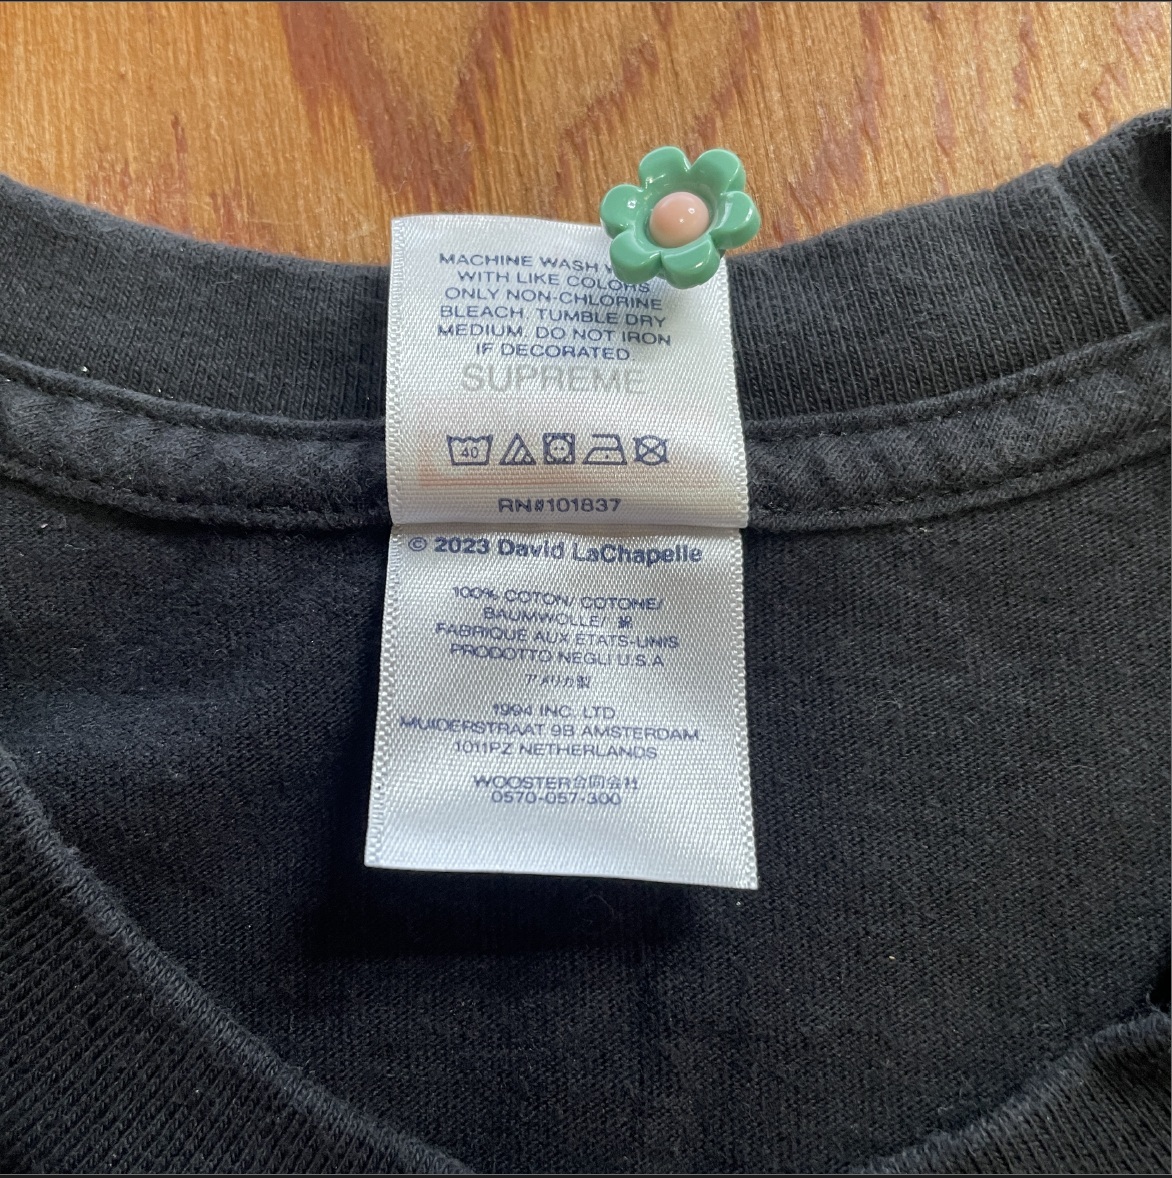 MACHINE WASH
WITH LIKE COLORS
ONLY NON-CHLORINE
BLEACH. TUMBLE DRY
MEDIUM. DO NOT IRON
IF DECORATED
SUPREME
40
RN#101837
© 2023 David LaChapelle
100% COTON/ COTONE/
BAUMWOLLE/ 綿
FABRIQUÉ AUX ÉTATS-UNIS
PRODOTTO NEGLI U.S.A
アメリカ製
1994 INC. LTD
MUIDERSTRAAT 9B AMSTERDAM,
1011PZ NETHERLANDS
WOOSTER合同会社
0570-057-300